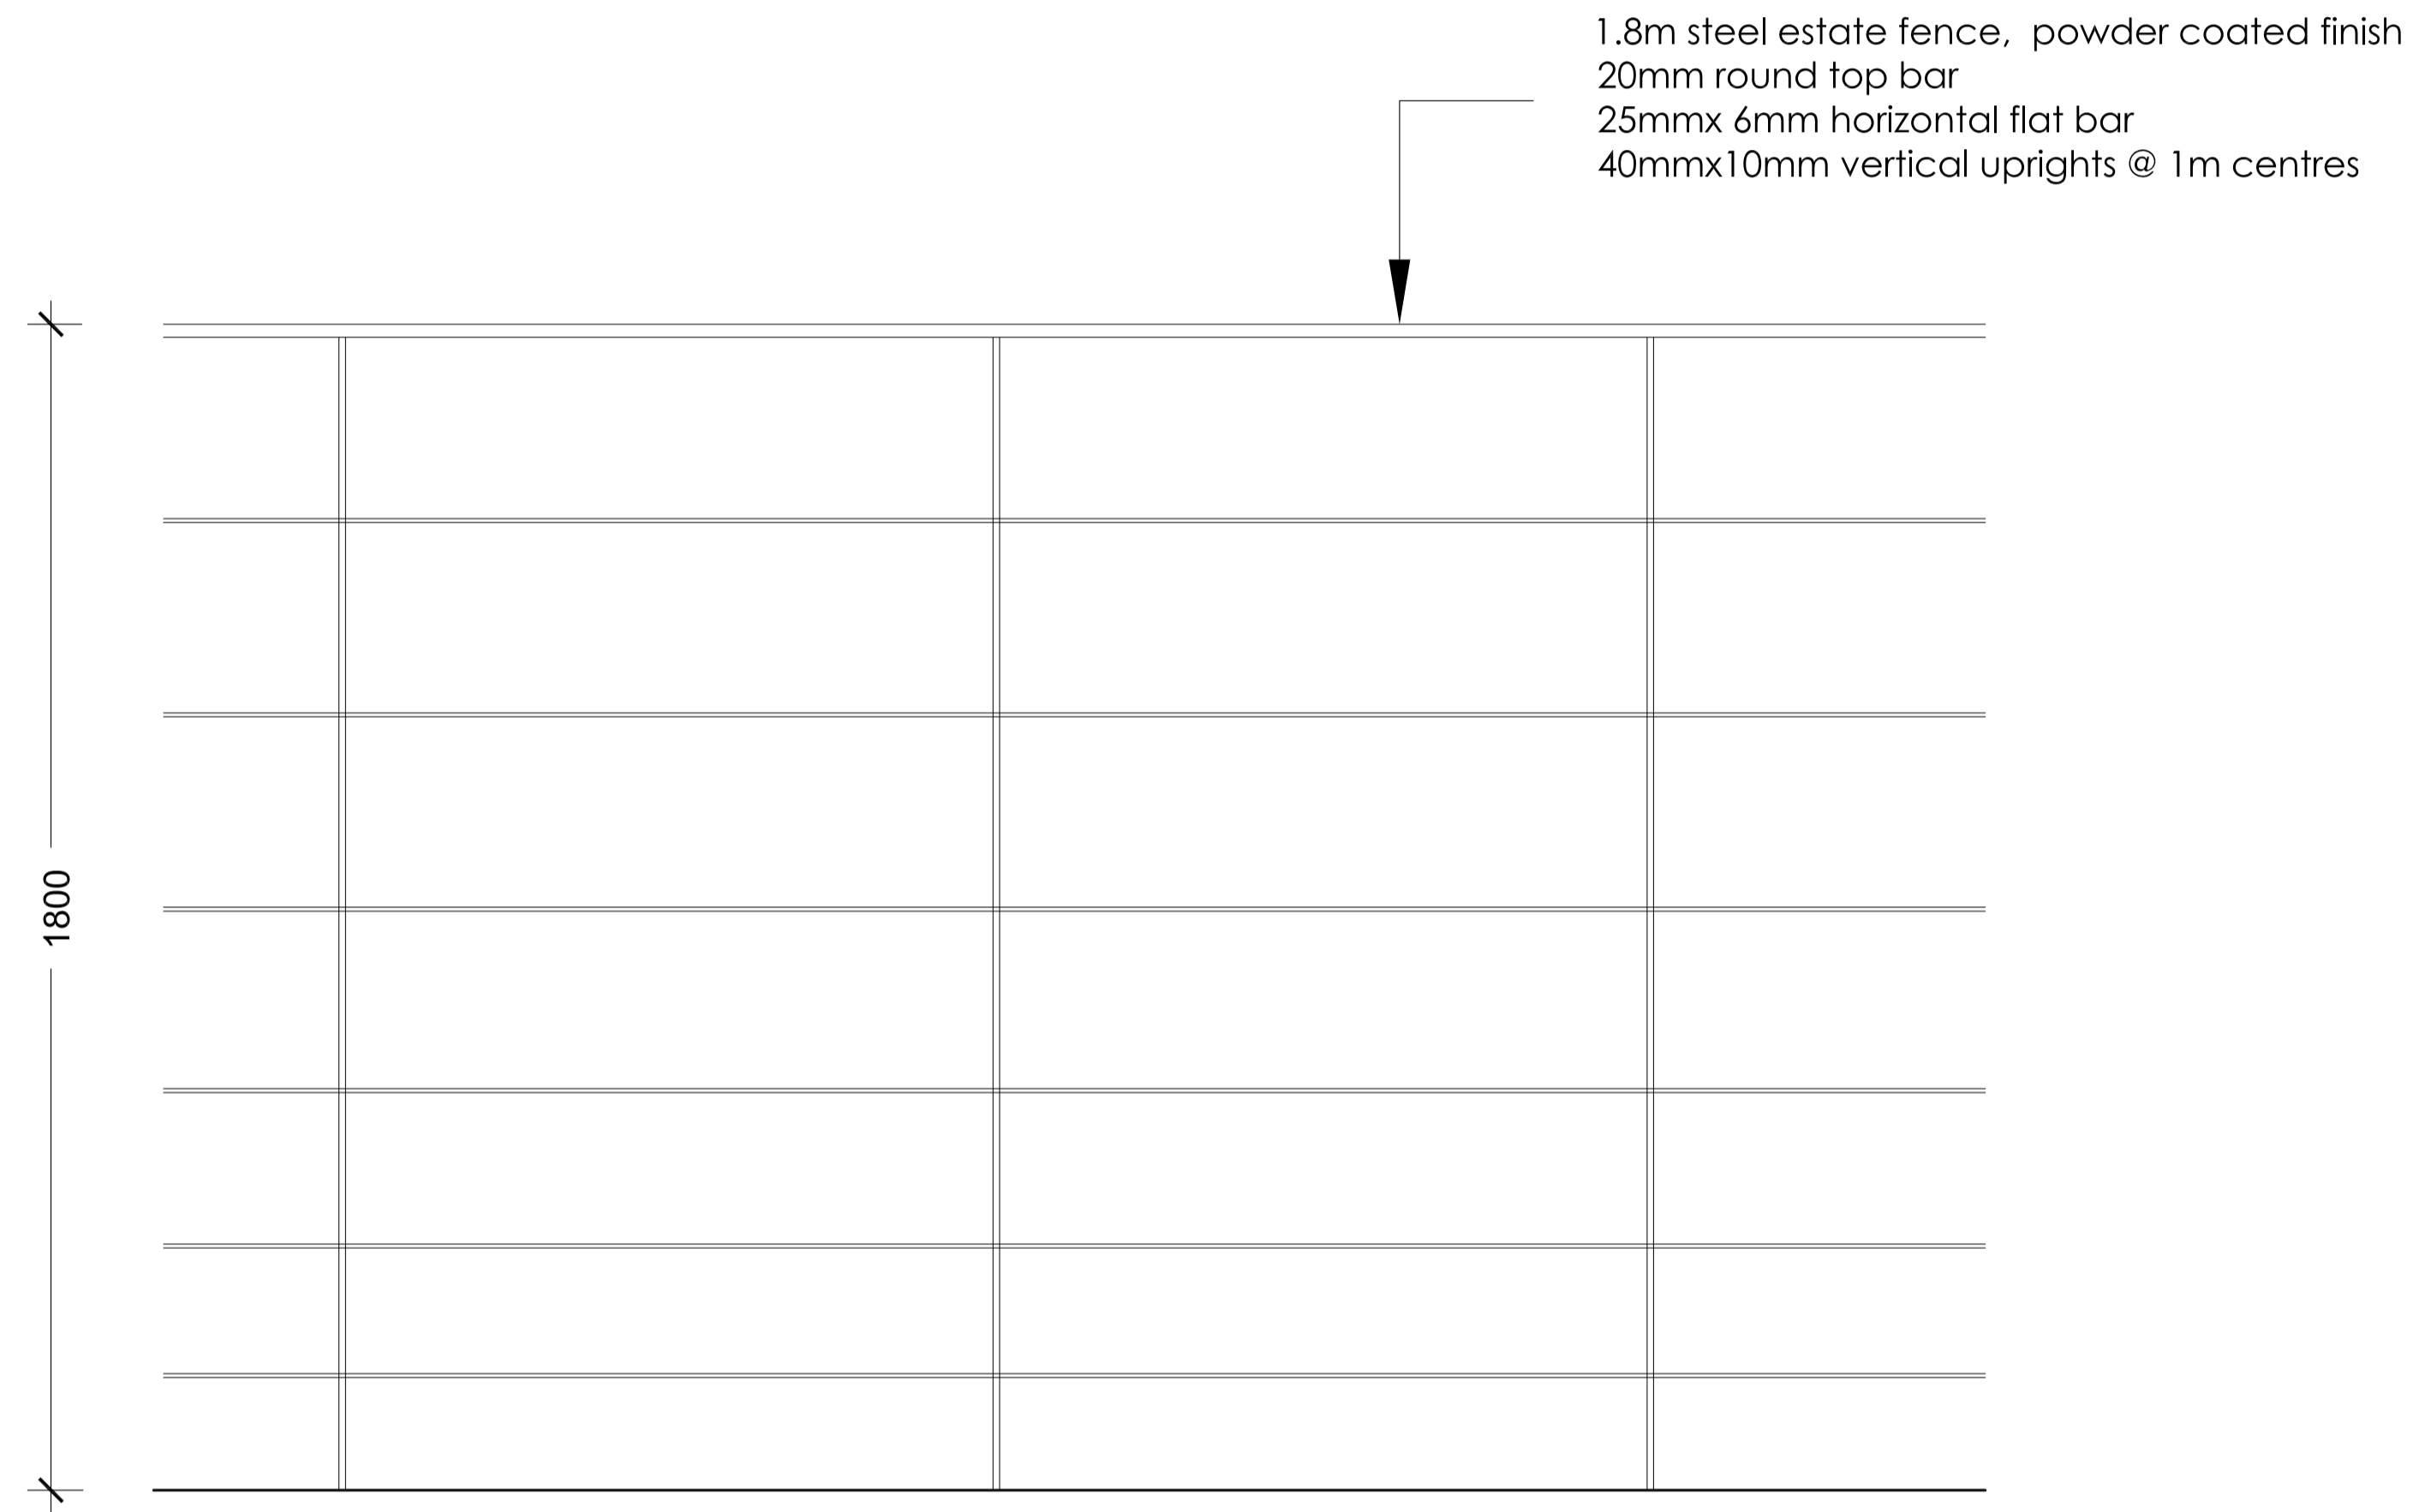 1.8m steel estate fence,  powder coated finish
20mm round top bar
25mmx 6mm horizontal flat bar
40mmx10mm vertical uprights @ 1m centres
1800